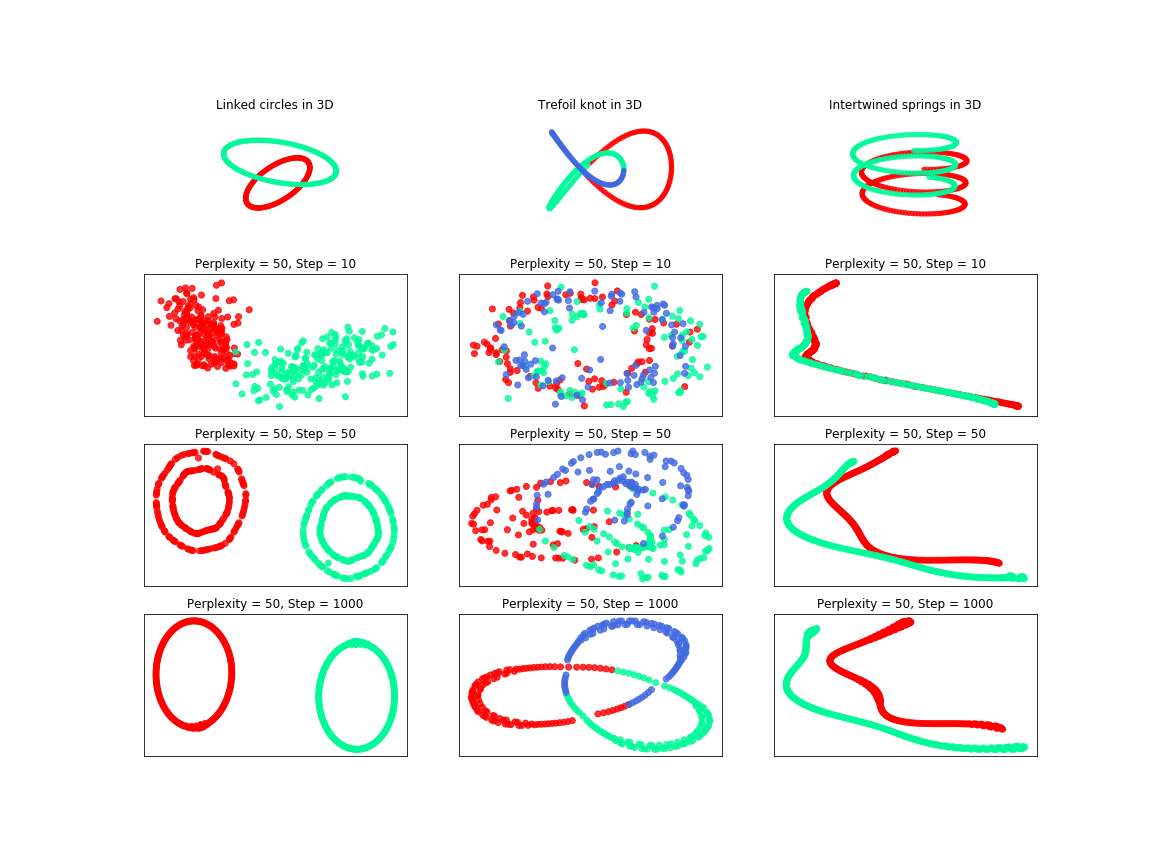 Linked circles in 3D
Trefoil knot in 3D
Intertwined springs in 3D
Perplexity = 50, Step = 10
Perplexity = 50, Step = 10
Perplexity = 50, Step = 10
Perplexity = 50, Step = 50
Perplexity = 50, Step = 50
Perplexity = 50, Step = 50
Perplexity = 50, Step = 1000
Perplexity = 50, Step = 1000
Perplexity = 50, Step = 1000